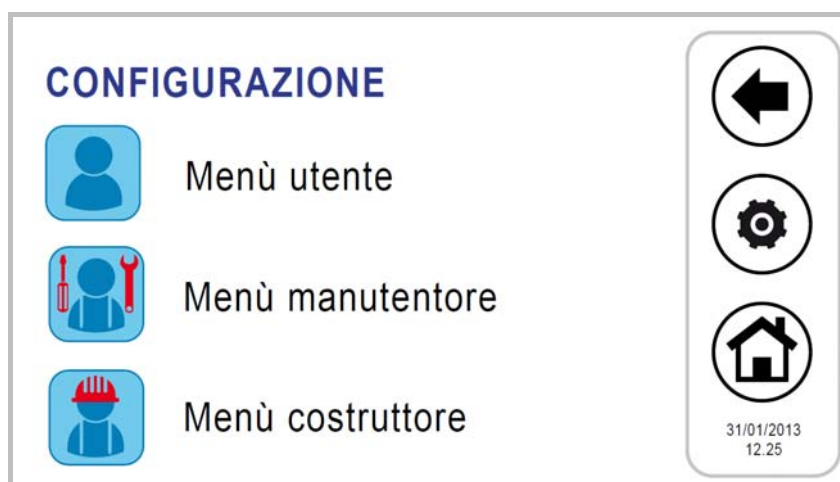 CONFIGURAZIONE
Menù utente
Menù manutentore
Menù costruttore
31/01/2013
12.25